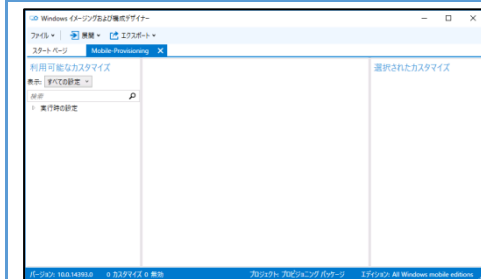 Windows イメージングおよび構成デザイナー
ファイル 展開 エクスポート
スタート ページ Mobile-Provisioning X
利用可能なカスタマイズ 選択されたカスタマイズ
表示: すべての設定
検索
実行時の設定
バージョン: 10.0.14393.0 0 カスタマイズ 0 無効 プロジェクト: プロビジョニング パッケージ エディション: All Windows mobile editions